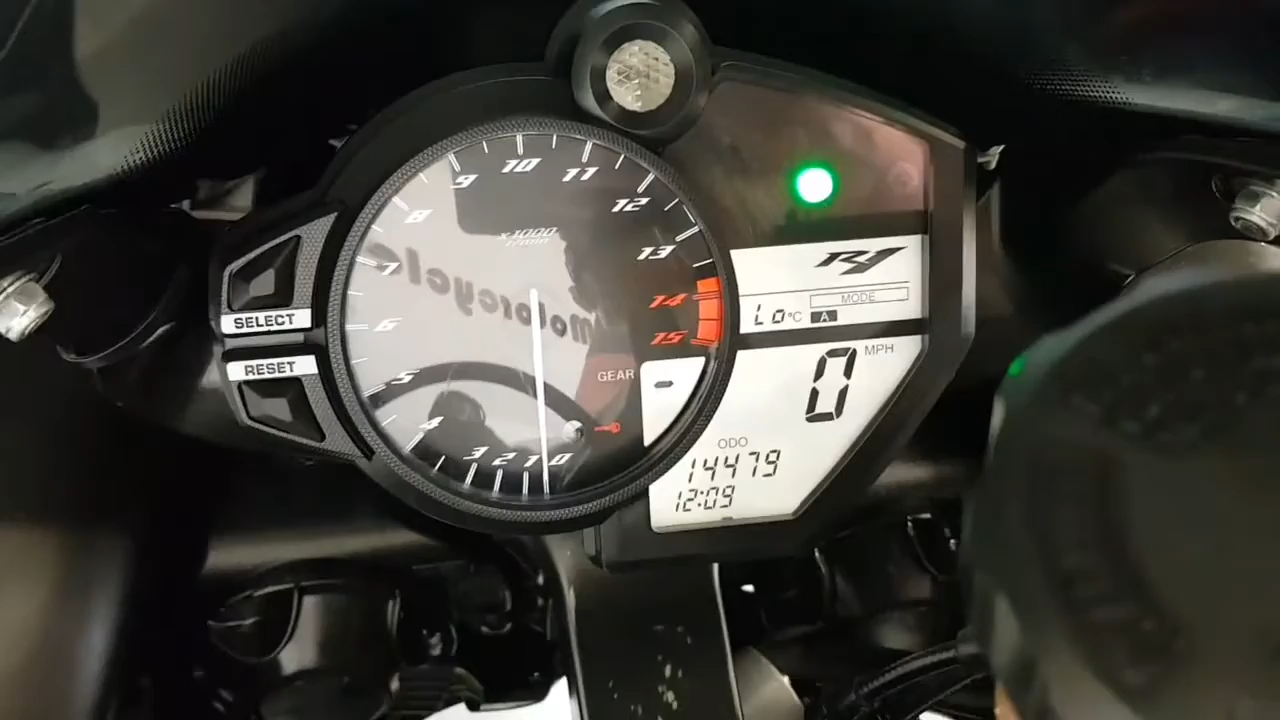 10
9
11
8
12
x1000
r/min
13
7
14
6
15
Motorcycle
SELECT
RESET
5
GEAR
-
4
3
2
1
0
R1
MODE
Lo°C
A
MPH
0
ODO
14479
12:09